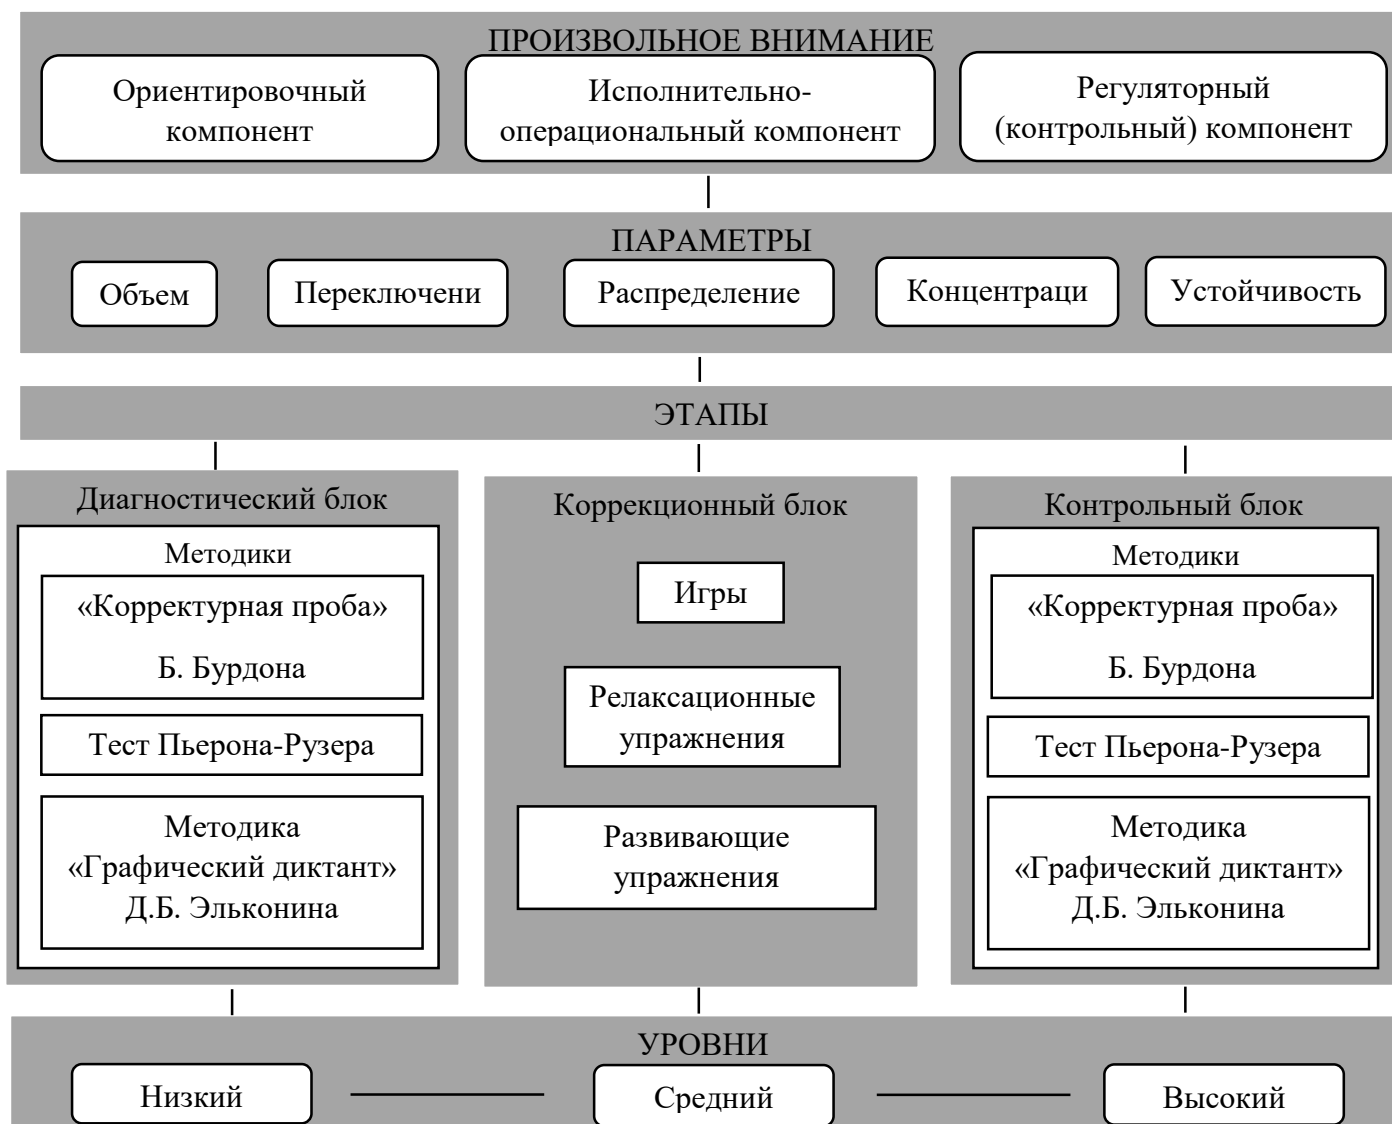 ПРОИЗВОЛЬНОЕ ВНИМАНИЕ
Ориентировочный
компонент
Исполнительно-
операциональный компонент
Регуляторный
(контрольный) компонент
ПАРАМЕТРЫ
Объем
Переключени
Распределение
Концентраци
Устойчивость
ЭТАПЫ
Диагностический блок
Методики
«Корректурная проба»
Б. Бурдона
Тест Пьерона-Рузера
Методика
«Графический диктант»
Д.Б. Эльконина
Коррекционный блок
Игры
Релаксационные
упражнения
Развивающие
упражнения
Контрольный блок
Методики
«Корректурная проба»
Б. Бурдона
Тест Пьерона-Рузера
Методика
«Графический диктант»
Д.Б. Эльконина
УРОВНИ
Низкий
Средний
Высокий